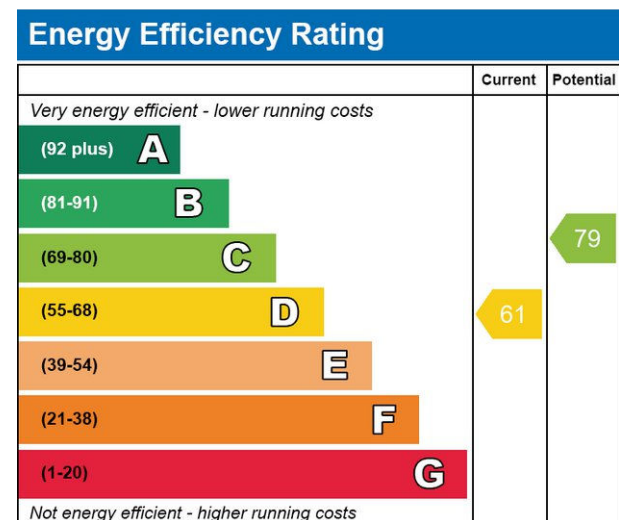 Energy Efficiency Rating
Current Potential
Very energy efficient - lower running costs
(92 plus) A
(81-91) B
(69-80) C
79
(55-68) D
61
(39-54) E
(21-38) F
(1-20) G
Not energy efficient - higher running costs